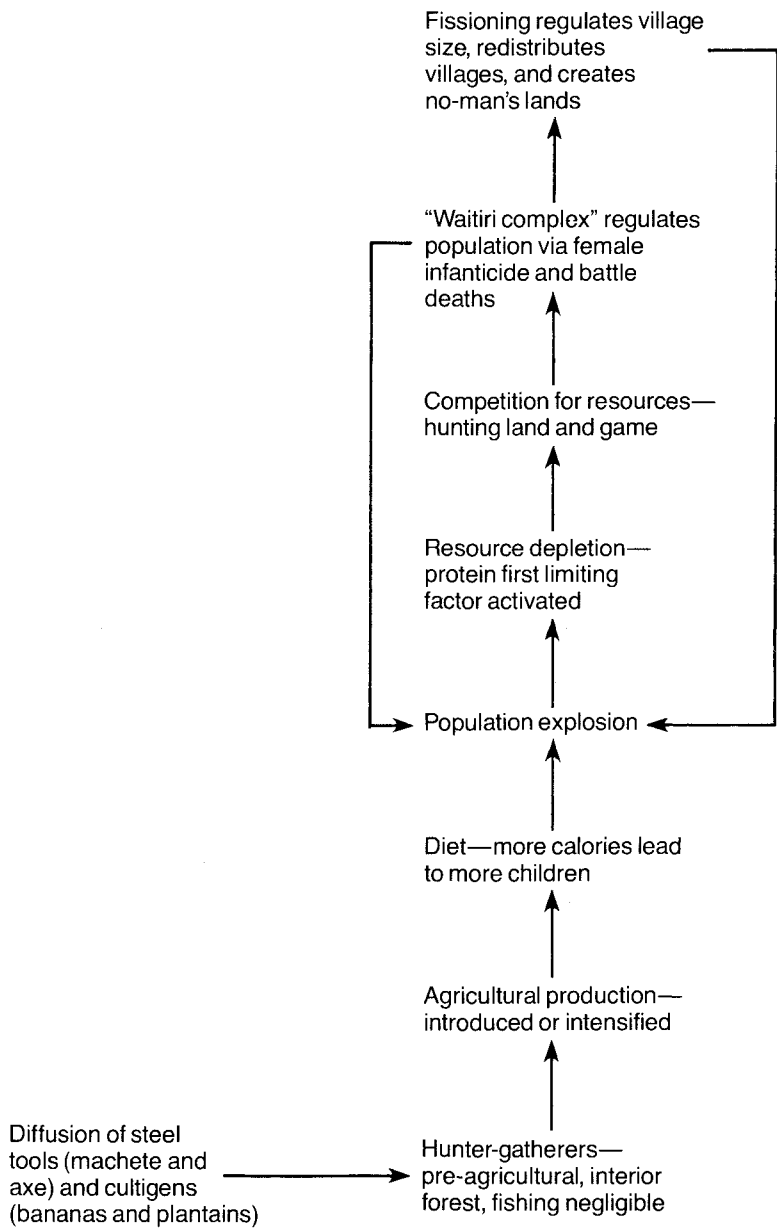 Fissioning regulates village
size, redistributes
villages, and creates
no-man's lands
“Waitiri complex” regulates
population via female
infanticide and battle
deaths
Competition for resources—
hunting land and game
Resource depletion—
protein first limiting
factor activated
Population explosion
Diet—more calories lead
to more children
Agricultural production—
introduced or intensified
Diffusion of steel
tools (machete and
axe) and cultigens
(bananas and plantains)
Hunter-gatherers—
pre-agricultural, interior
forest, fishing negligible